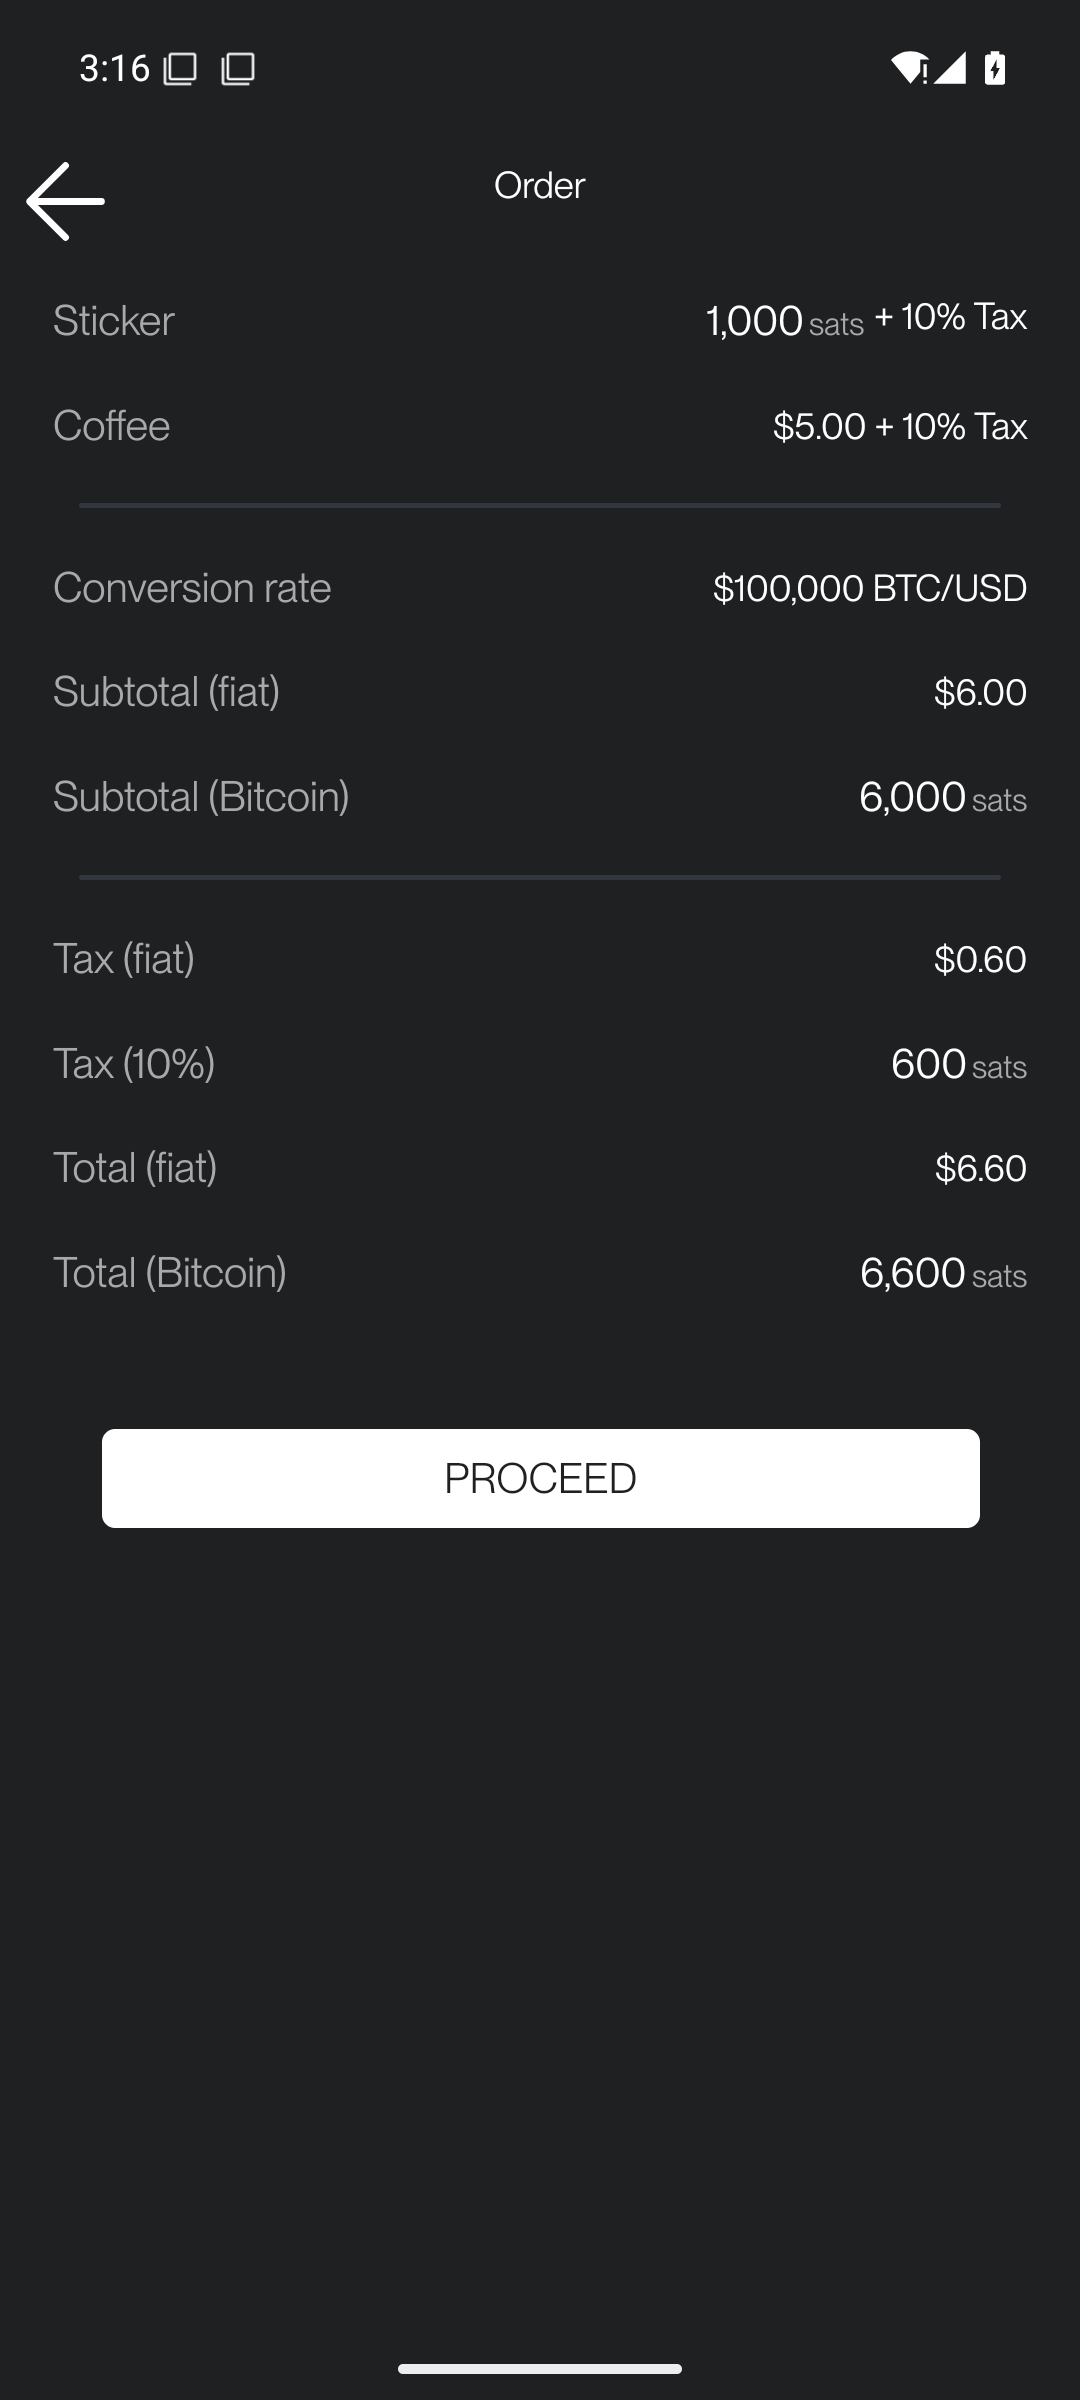 3:16
Order
Sticker 1,000 sats + 10% Tax
Coffee $5.00 + 10% Tax
Conversion rate $100,000 BTC/USD
Subtotal (fiat) $6.00
Subtotal (Bitcoin) 6,000 sats
Tax (fiat) $0.60
Tax (10%) 600 sats
Total (fiat) $6.60
Total (Bitcoin) 6,600 sats
PROCEED